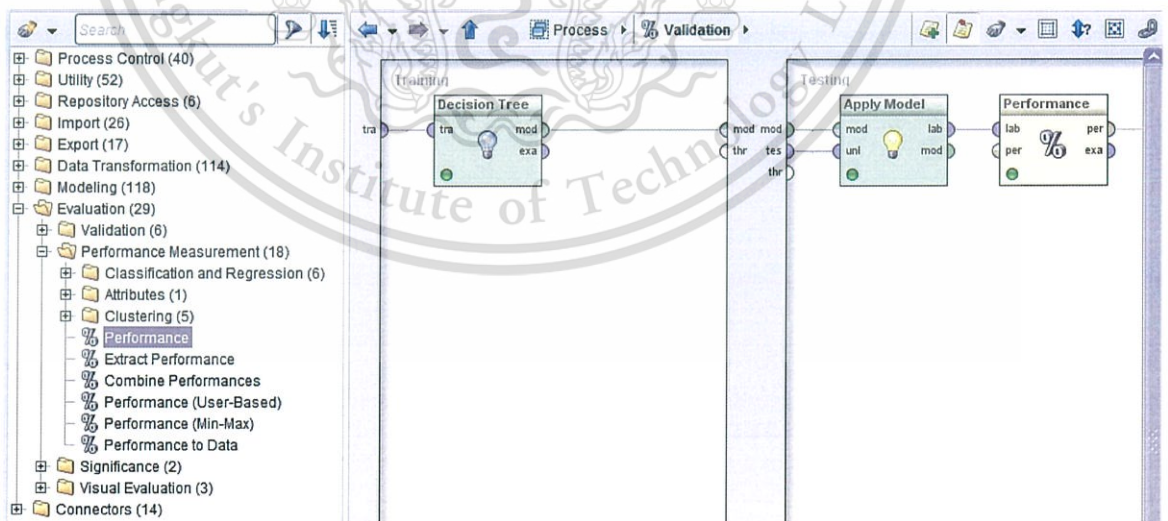 Search
Process Validation
Process Control (40)
Utility (52)
Repository Access (6)
Import (26)
Export (17)
Data Transformation (114)
Modeling (118)
Evaluation (29)
Validation (6)
Performance Measurement (18)
Classification and Regression (6)
Attributes (1)
Clustering (5)
Performance
Extract Performance
Combine Performances
Performance (User-Based)
Performance (Min-Max)
Performance to Data
Significance (2)
Visual Evaluation (3)
Connectors (14)
Training
Decision Tree
tra tra mod mod
exa thr
Testing
Apply Model
mod mod lab
tes unl mod
thr
Performance
lab per
per exa
gkut's Institute of Technology L